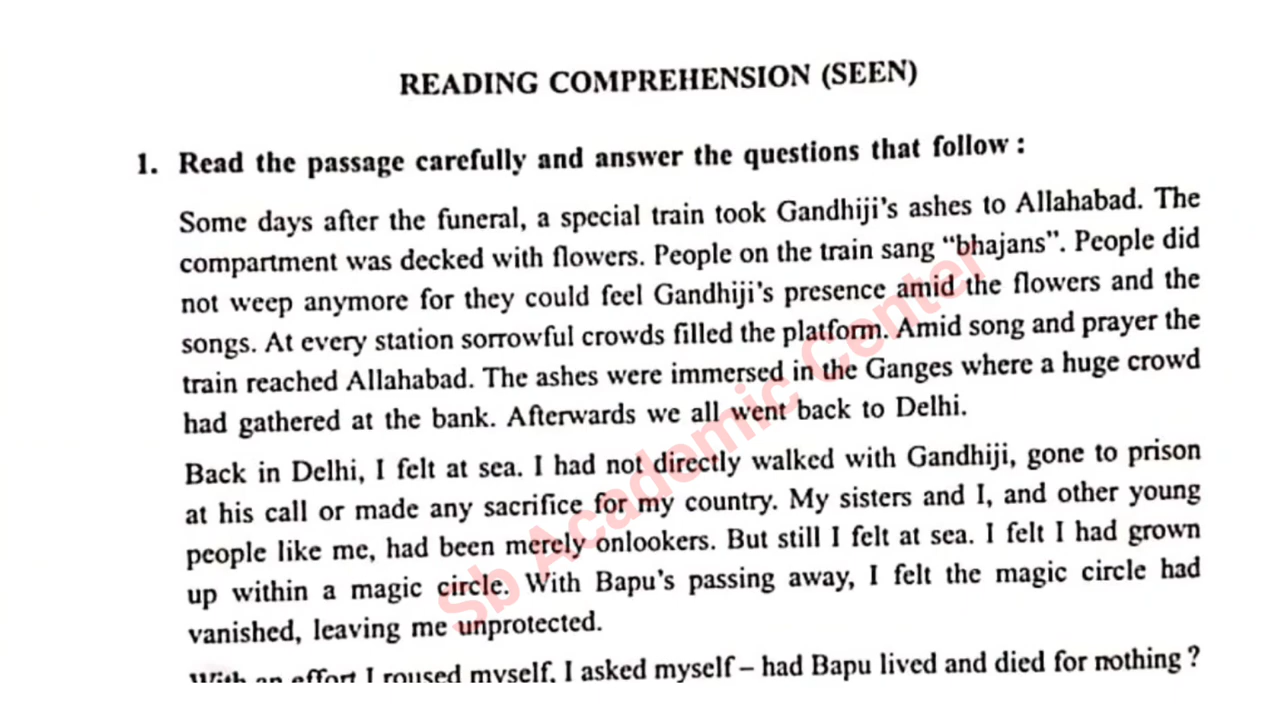 READING COMPREHENSION (SEEN)
1. Read the passage carefully and answer the questions that follow :
Some days after the funeral, a special train took Gandhiji's ashes to Allahabad. The
compartment was decked with flowers. People on the train sang "bhajans". People did
not weep anymore for they could feel Gandhiji's presence amid the flowers and the
songs. At every station sorrowful crowds filled the platform. Amid song and prayer the
train reached Allahabad. The ashes were immersed in the Ganges where a huge crowd
had gathered at the bank. Afterwards we all went back to Delhi.
Back in Delhi, I felt at sea. I had not directly walked with Gandhiji, gone to prison
at his call or made any sacrifice for my country. My sisters and I, and other young
people like me, had been merely onlookers. But still I felt at sea. I felt I had grown
up within a magic circle. With Bapu's passing away, I felt the magic circle had
vanished, leaving me unprotected.
With an effort I roused myself. I asked myself – had Bapu lived and died for nothing ?
Sb Academic Center